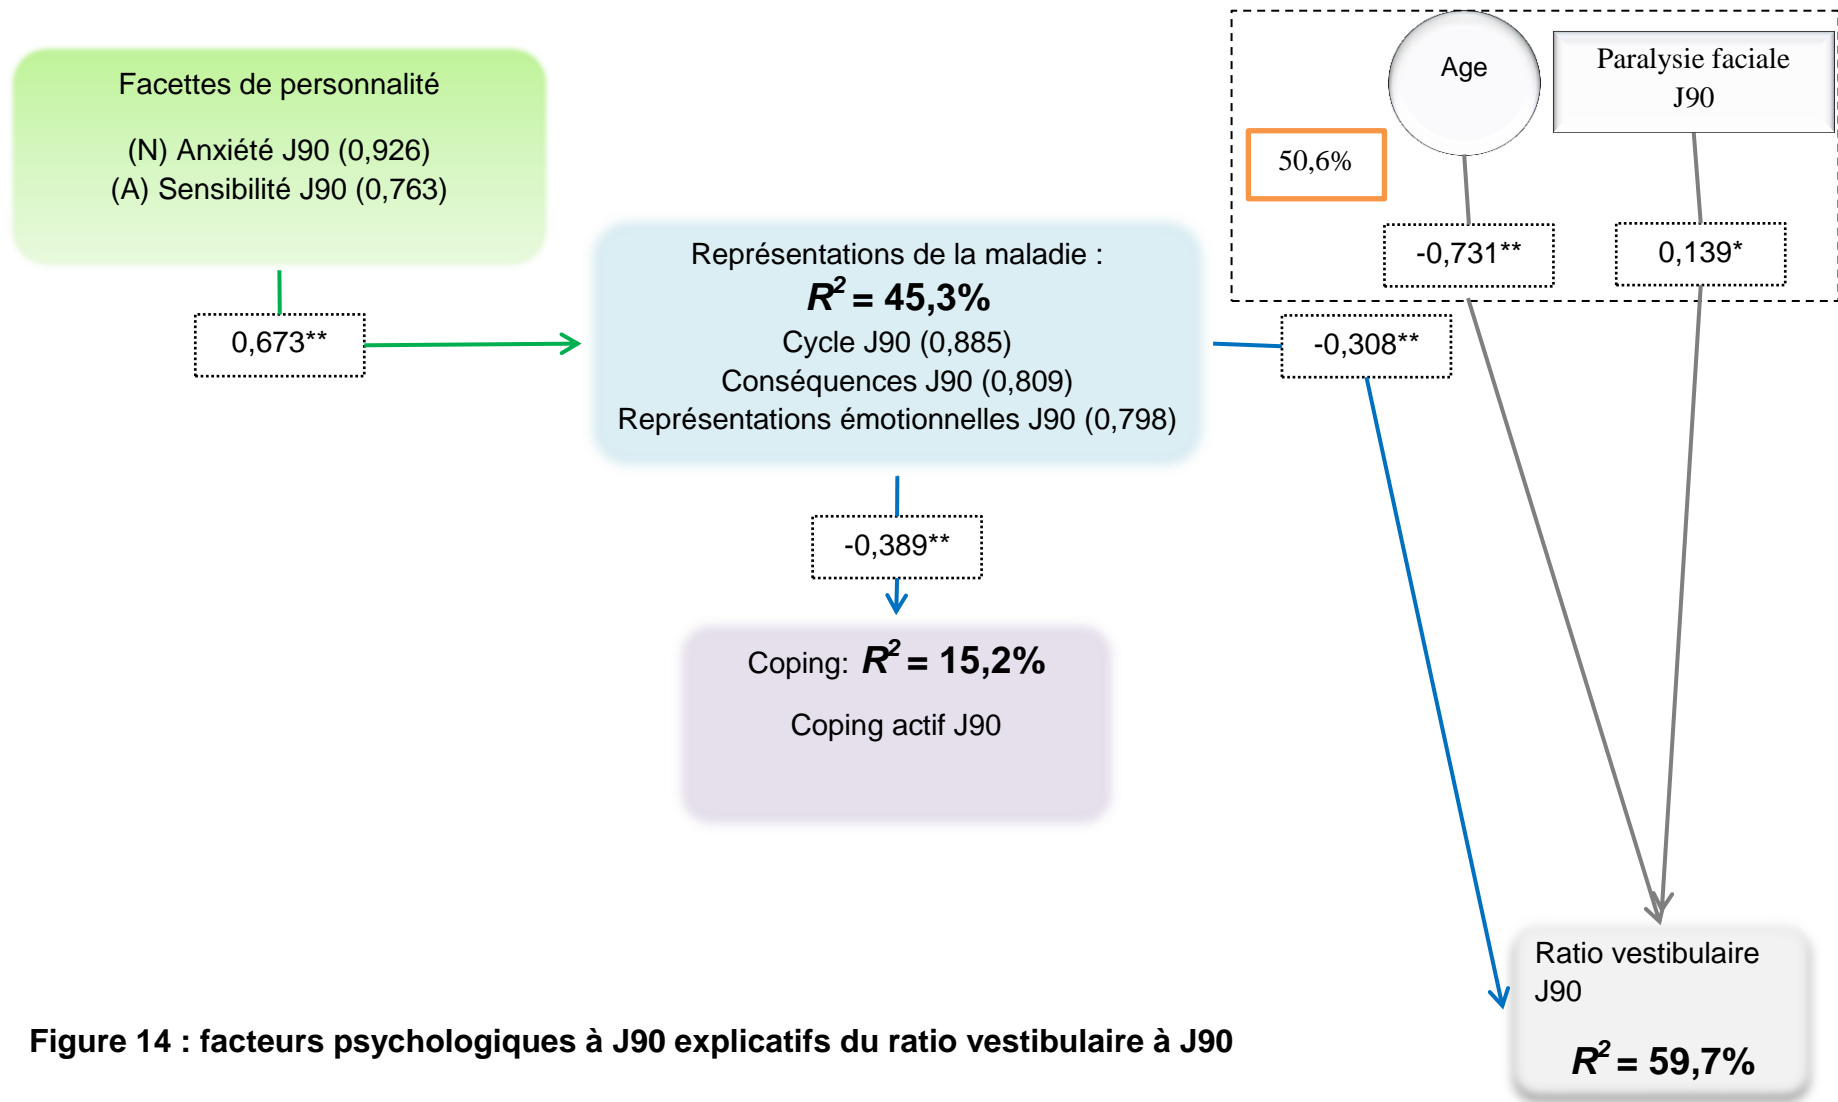 Facettes de personnalité
(N) Anxiété J90 (0,926)
(A) Sensibilité J90 (0,763)
0,673**
Représentations de la maladie :
R² = 45,3%
Cycle J90 (0,885)
Conséquences J90 (0,809)
Représentations émotionnelles J90 (0,798)
-0,389**
Coping: R² = 15,2%
Coping actif J90
Age
Paralysie faciale
J90
50,6%
-0,731**
0,139*
-0,308**
Ratio vestibulaire
J90
R² = 59,7%
Figure 14 : facteurs psychologiques à J90 explicatifs du ratio vestibulaire à J90